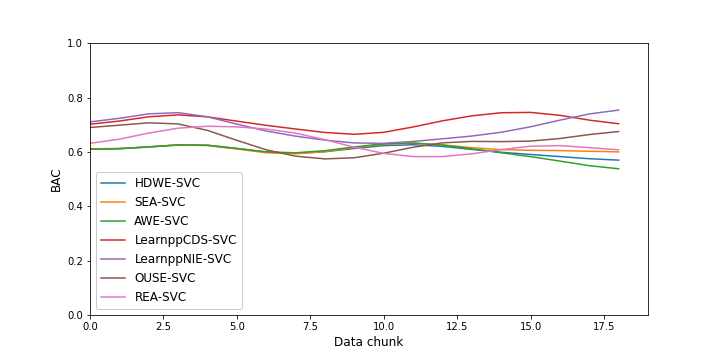 BAC
1.0
0.8
0.6
0.4
0.2
0.0
HDWE-SVC
SEA-SVC
AWE-SVC
LearnppCDS-SVC
LearnppNIE-SVC
OUSE-SVC
REA-SVC
0.0 2.5 5.0 7.5 10.0 12.5 15.0 17.5
Data chunk